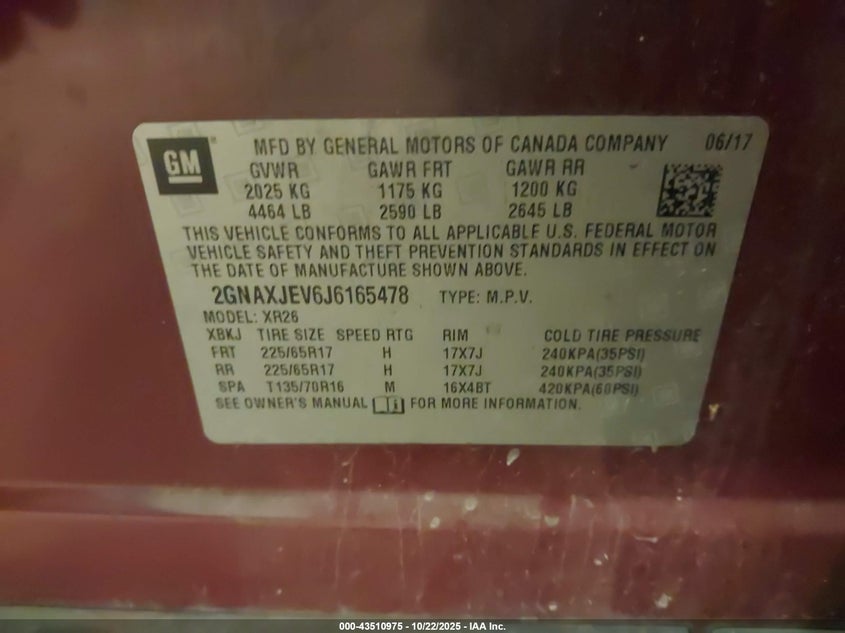 GM
MFD BY GENERAL MOTORS OF CANADA COMPANY 06/17
GVWR GAWR FRT GAWR RR
2025 KG 1175 KG 1200 KG
4464 LB 2590 LB 2645 LB
THIS VEHICLE CONFORMS TO ALL APPLICABLE U.S. FEDERAL MOTOR
VEHICLE SAFETY AND THEFT PREVENTION STANDARDS IN EFFECT ON
THE DATE OF MANUFACTURE SHOWN ABOVE.
2GNAXJEV6J6165478 TYPE: M.P.V.
MODEL: XR26
XBKJ TIRE SIZE SPEED RTG RIM COLD TIRE PRESSURE
FRT 225/65R17 H 17X7J 240KPA(35PSI)
RR 225/65R17 H 17X7J 240KPA(35PSI)
SPA T135/70R16 M 16X4BT 420KPA(60PSI)
SEE OWNER'S MANUAL FOR MORE INFORMATION.
000-43510975 - 10/22/2025 - IAA Inc.